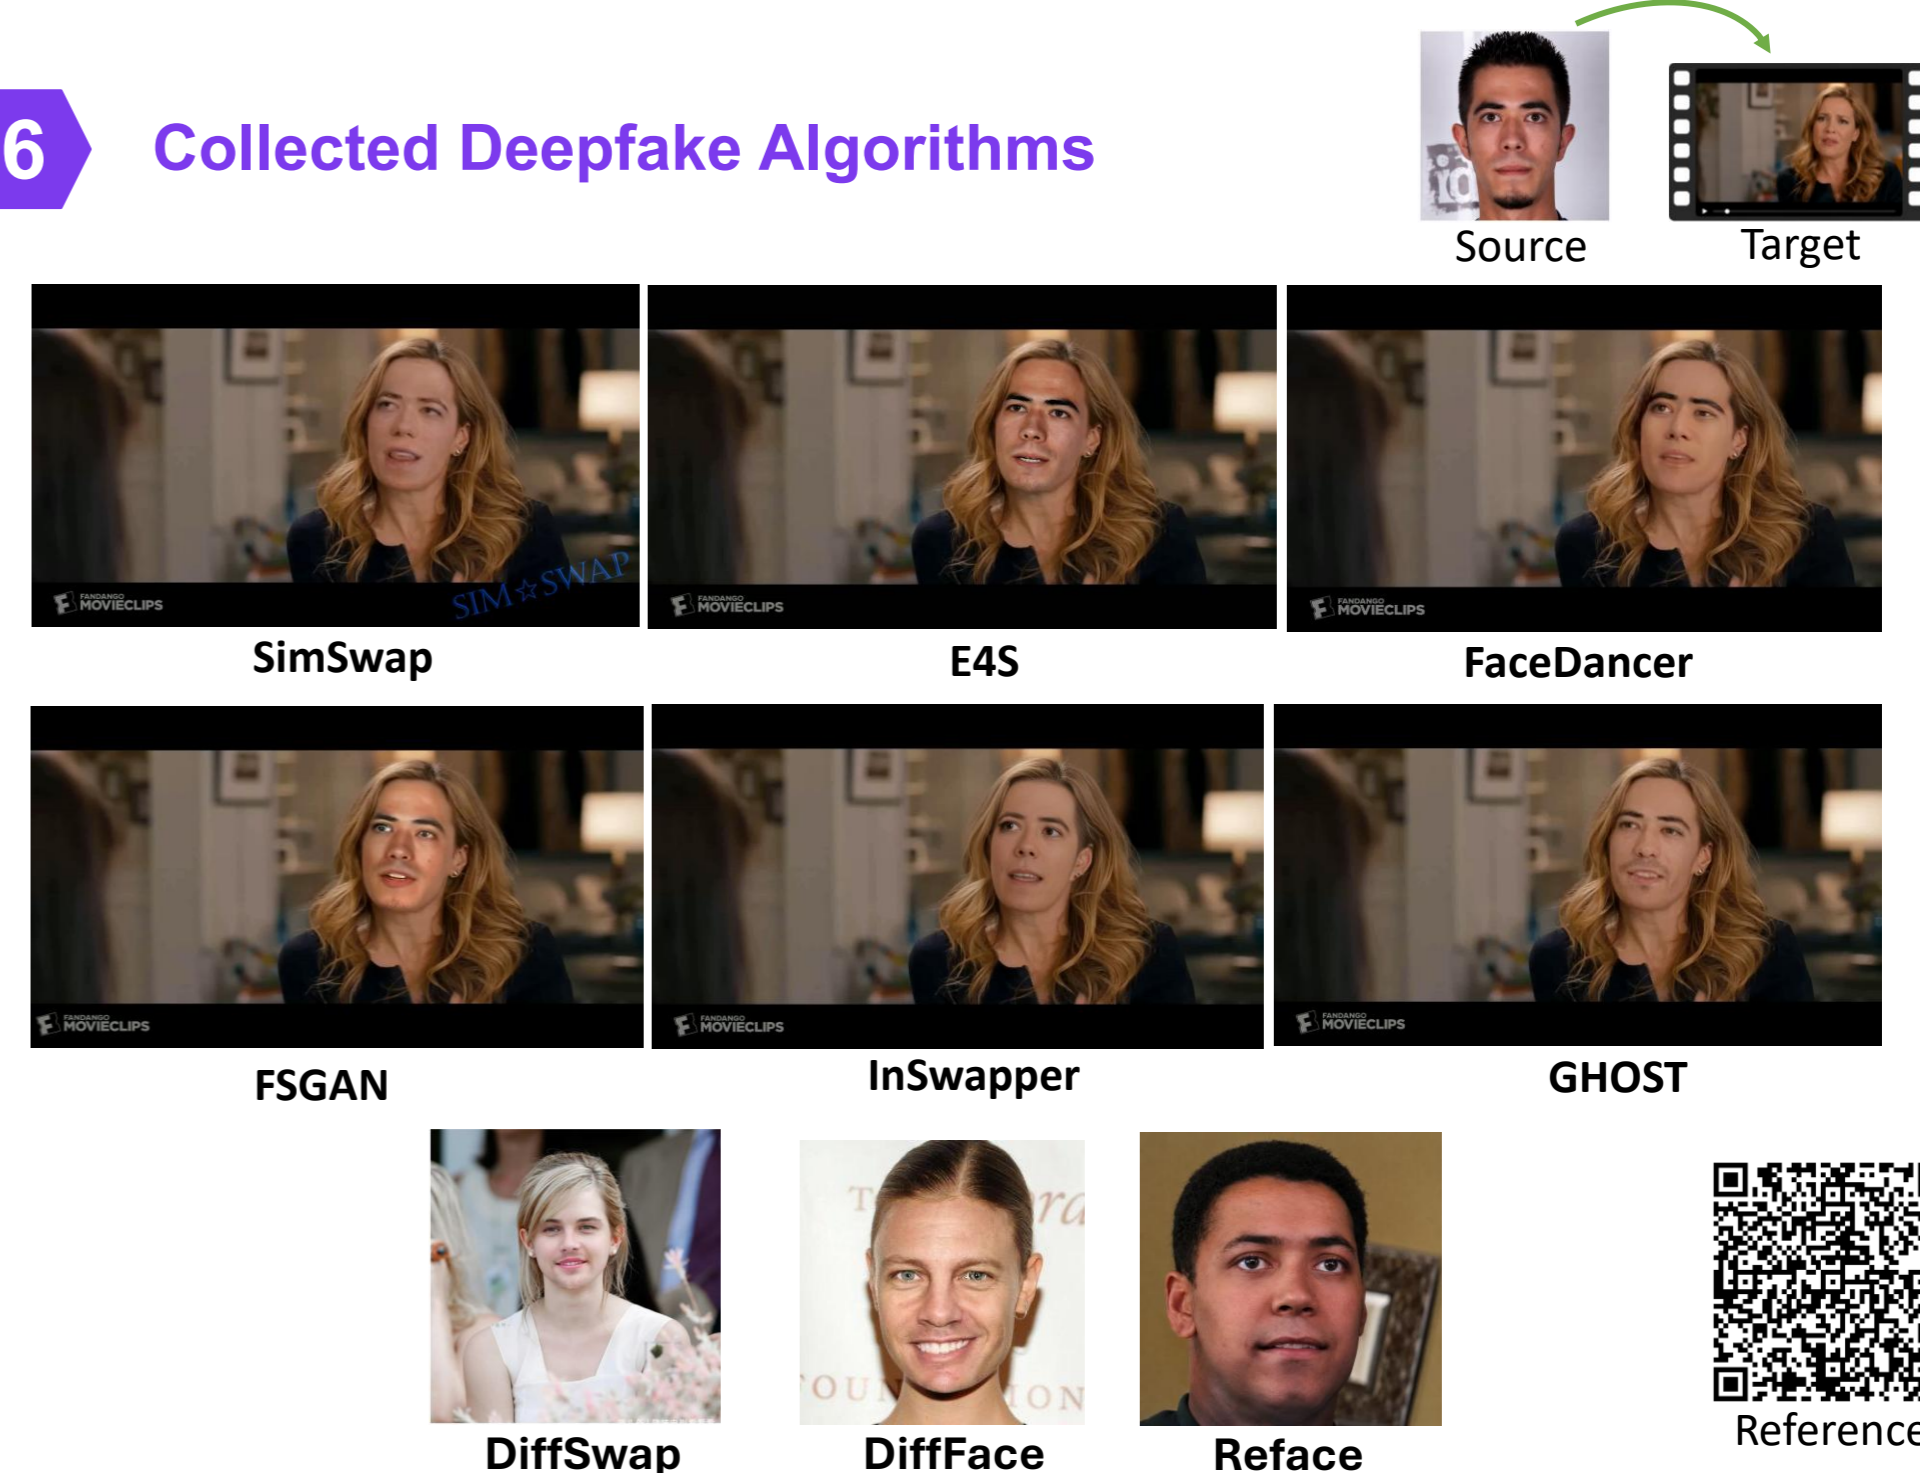 6
Collected Deepfake Algorithms
Source
Target
FANDANGO
MOVIECLIPS
SIM☆SWAP
FANDANGO
MOVIECLIPS
FANDANGO
MOVIECLIPS
SimSwap
E4S
FaceDancer
FANDANGO
MOVIECLIPS
FANDANGO
MOVIECLIPS
FANDANGO
MOVIECLIPS
FSGAN
InSwapper
GHOST
DiffSwap
DiffFace
Reface
Reference